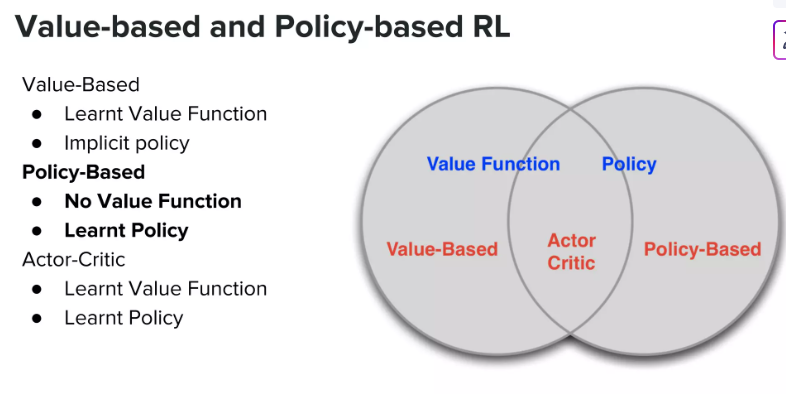 Value-based and Policy-based RL
Value-Based
● Learnt Value Function
● Implicit policy
Policy-Based
● No Value Function
● Learnt Policy
Actor-Critic
● Learnt Value Function
● Learnt Policy
Value Function
Policy
Value-Based
Actor
Critic
Policy-Based